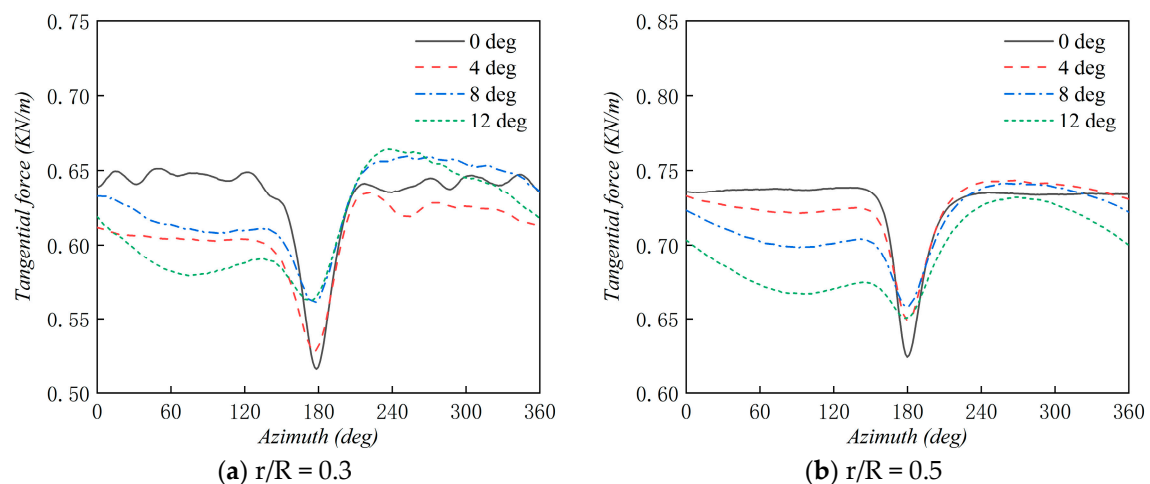 0.75
0.70
0.65
0.60
0.55
0.50
Tangential force (KN/m)
0 deg
4 deg
8 deg
12 deg
0 60 120 180 240 300 360
Azimuth (deg)
(a) r/R = 0.3
0.85
0.80
0.75
0.70
0.65
0.60
Tangential force (KN/m)
0 deg
4 deg
8 deg
12 deg
0 60 120 180 240 300 360
Azimuth (deg)
(b) r/R = 0.5